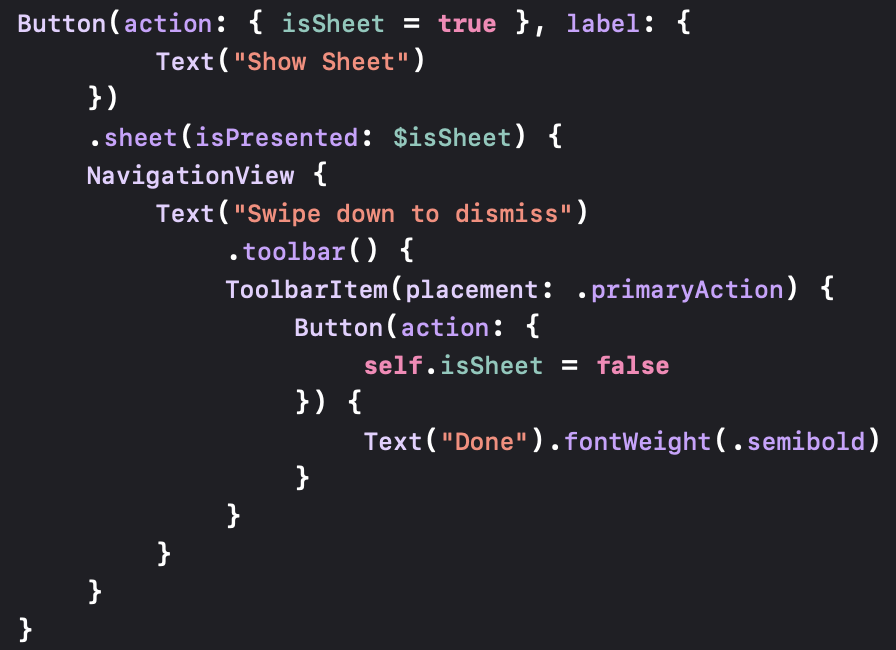 Button(action: { isSheet = true }, label: {
Text("Show Sheet")
})
.sheet(isPresented: $isSheet) {
NavigationView {
Text("Swipe down to dismiss")
.toolbar() {
ToolbarItem(placement: .primaryAction) {
Button(action: {
self.isSheet = false
}) {
Text("Done").fontWeight(.semibold)
}
}
}
}
}